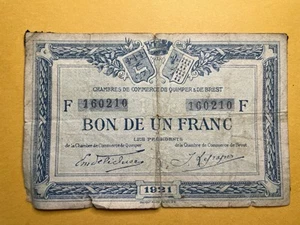 CHAMBRES DU COMMERCE DE QUIMPER & DE BREST
F 160210 160210 F
BON DE UN FRANC
LES PRÉSIDENTS
de la Chambre de Commerce de Quimper de la Chambre de Commerce de Brest
1921